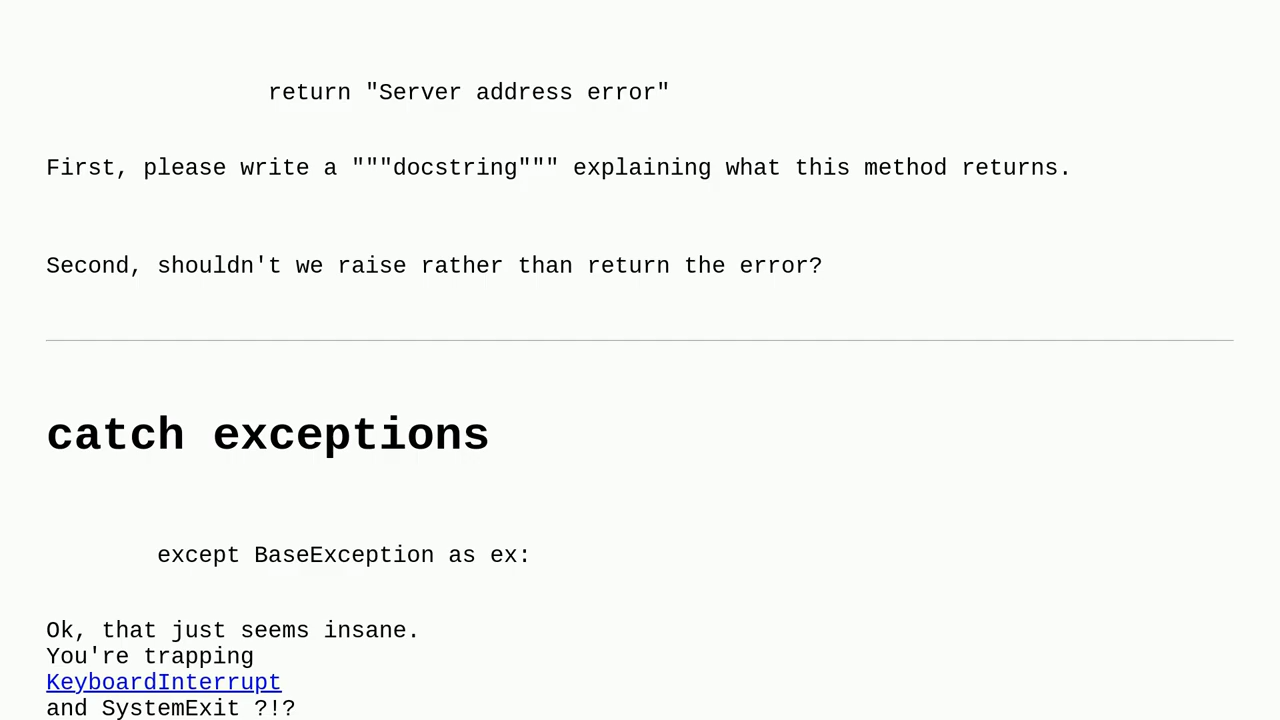 return "Server address error"
First, please write a """docstring""" explaining what this method returns.
Second, shouldn't we raise rather than return the error?
catch exceptions
except BaseException as ex:
Ok, that just seems insane.
You're trapping
KeyboardInterrupt
and SystemExit ?!?